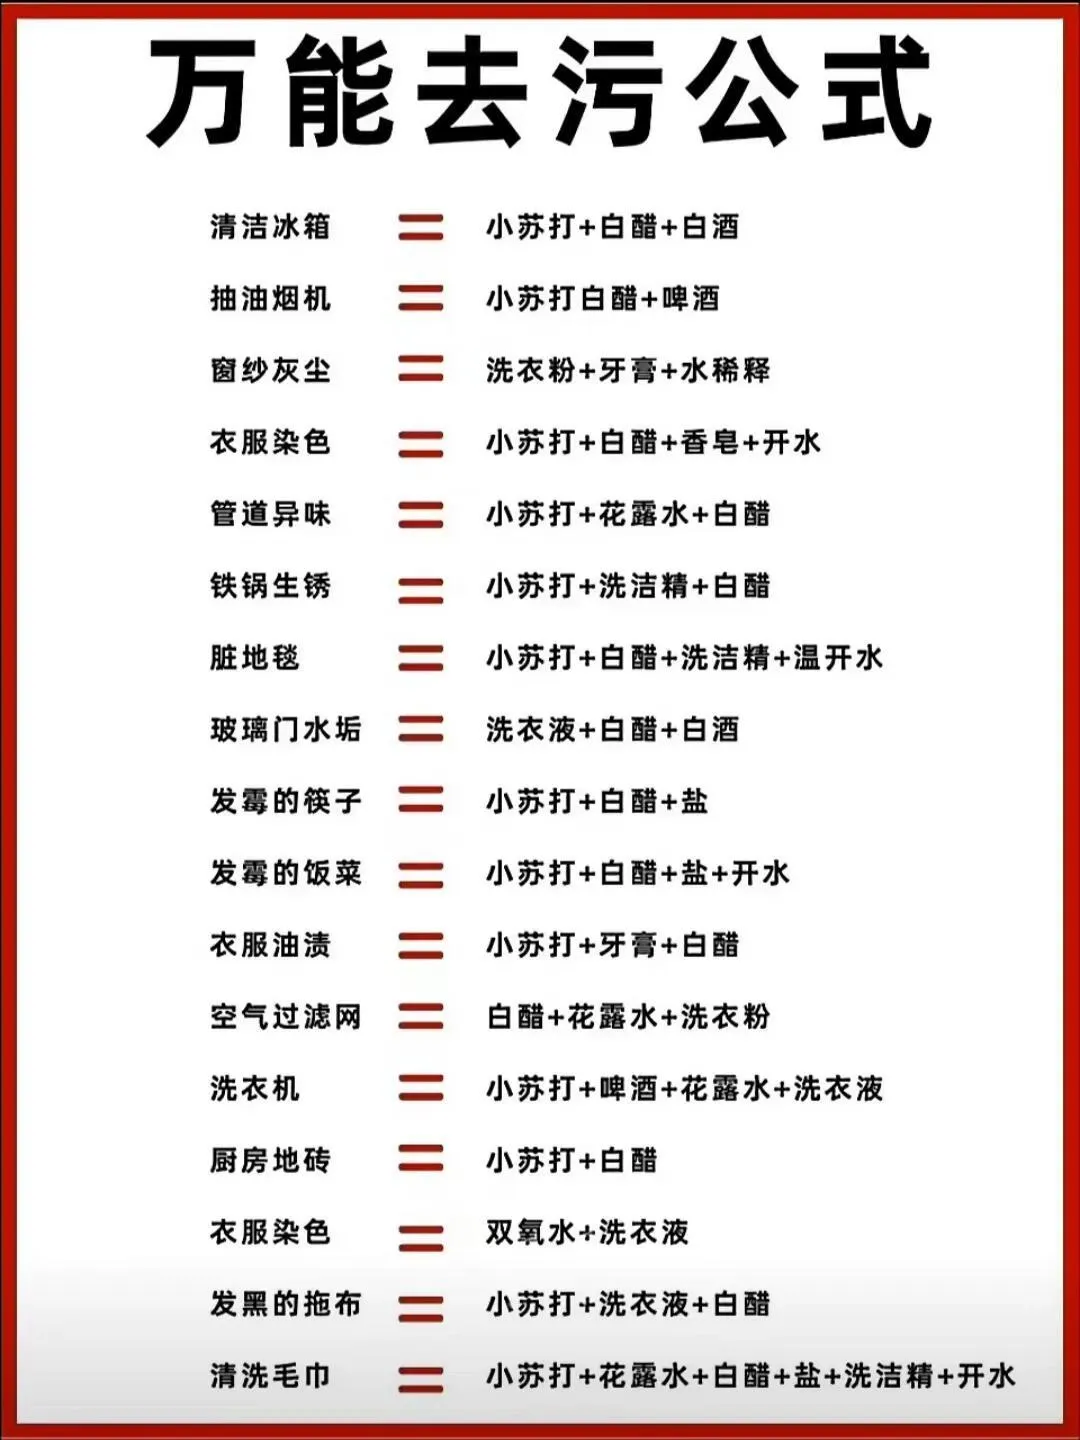 万能去污公式
清洁冰箱 = 小苏打+白醋+白酒
抽油烟机 = 小苏打白醋+啤酒
窗纱灰尘 = 洗衣粉+牙膏+水稀释
衣服染色 = 小苏打+白醋+香皂+开水
管道异味 = 小苏打+花露水+白醋
铁锅生锈 = 小苏打+洗洁精+白醋
脏地毯 = 小苏打+白醋+洗洁精+温开水
玻璃门水垢 = 洗衣液+白醋+白酒
发霉的筷子 = 小苏打+白醋+盐
发霉的饭菜 = 小苏打+白醋+盐+开水
衣服油渍 = 小苏打+牙膏+白醋
空气过滤网 = 白醋+花露水+洗衣粉
洗衣机 = 小苏打+啤酒+花露水+洗衣液
厨房地砖 = 小苏打+白醋
衣服染色 = 双氧水+洗衣液
发黑的拖布 = 小苏打+洗衣液+白醋
清洗毛巾 = 小苏打+花露水+白醋+盐+洗洁精+开水